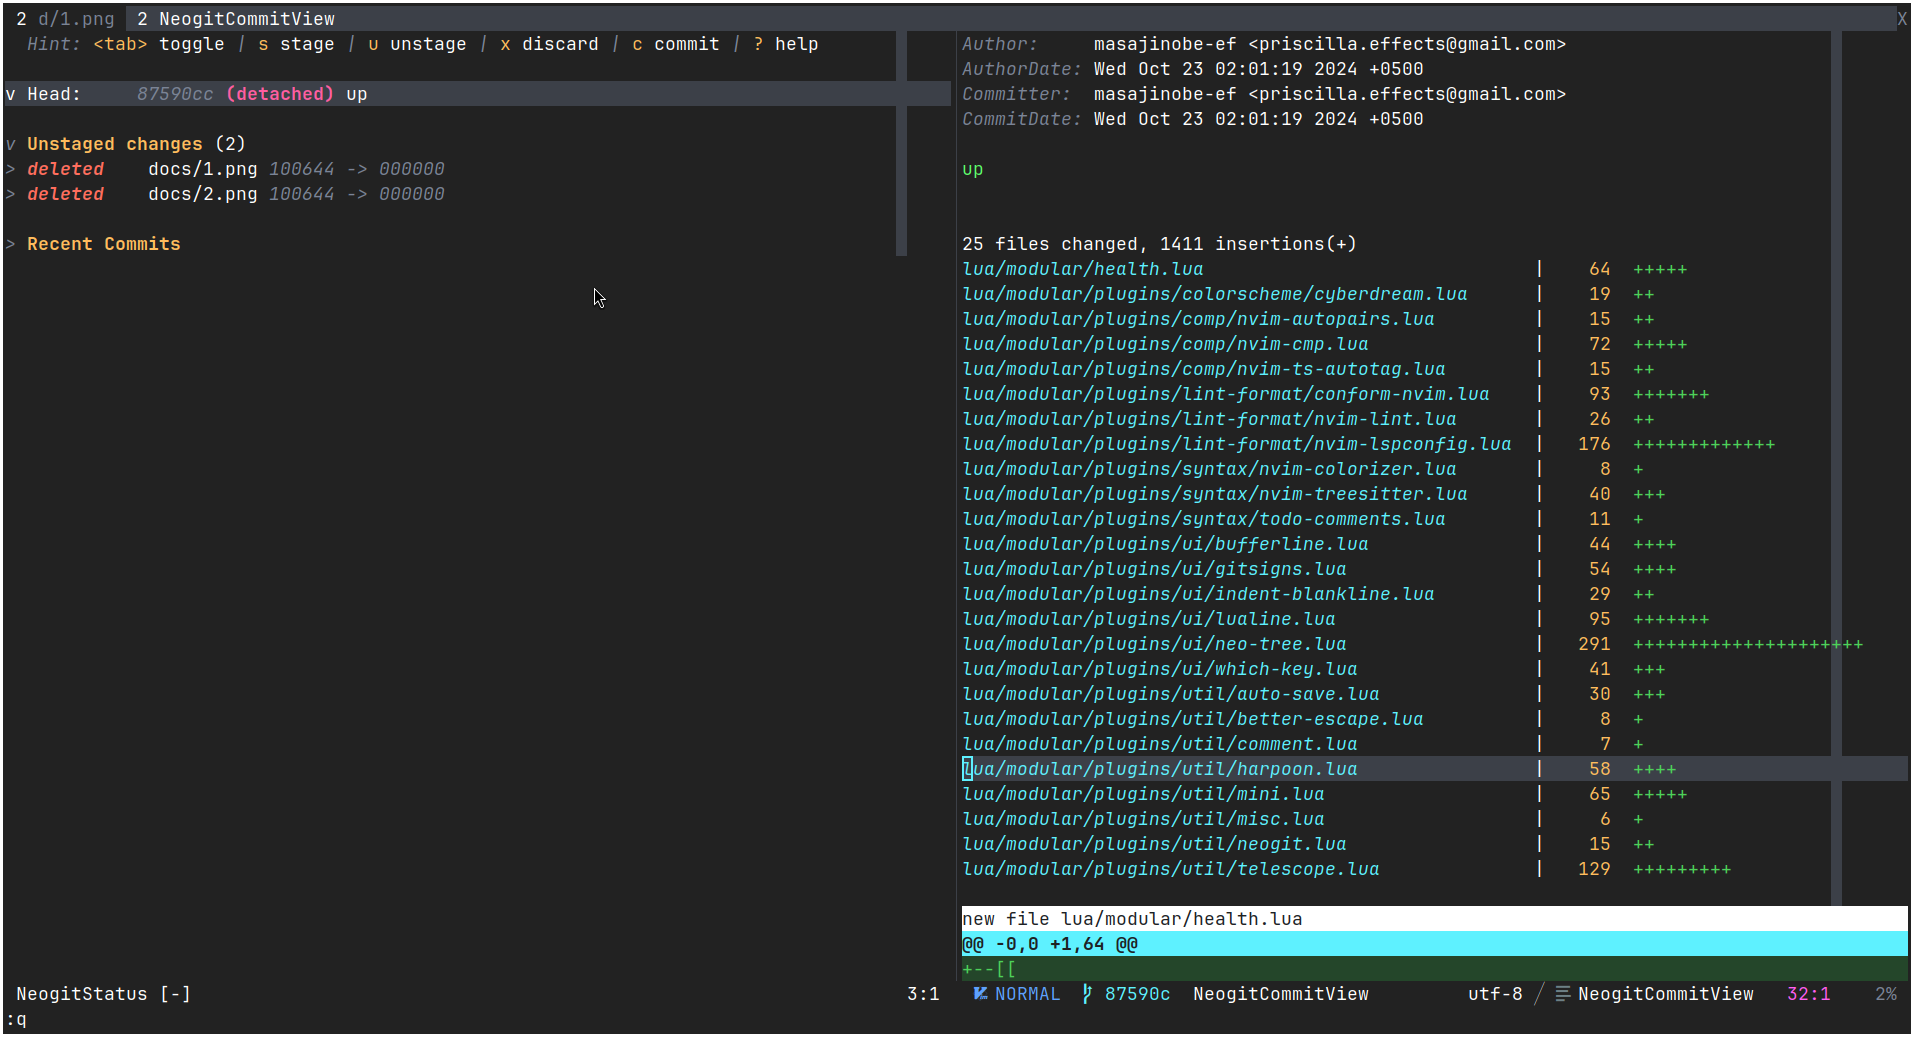 2 d/1.png  2 NeogitCommitView X
Hint: <tab> toggle | s stage | u unstage | x discard | c commit | ? help
v Head:     87590cc (detached) up
v Unstaged changes (2)
> deleted    docs/1.png 100644 -> 000000
> deleted    docs/2.png 100644 -> 000000
> Recent Commits
Author:     masajinobe-ef <priscilla.effects@gmail.com>
AuthorDate: Wed Oct 23 02:01:19 2024 +0500
Committer:  masajinobe-ef <priscilla.effects@gmail.com>
CommitDate: Wed Oct 23 02:01:19 2024 +0500
up
25 files changed, 1411 insertions(+)
lua/modular/health.lua | 64 +++++
lua/modular/plugins/colorscheme/cyberdream.lua | 19 ++
lua/modular/plugins/comp/nvim-autopairs.lua | 15 ++
lua/modular/plugins/comp/nvim-cmp.lua | 72 +++++
lua/modular/plugins/comp/nvim-ts-autotag.lua | 15 ++
lua/modular/plugins/lint-format/conform-nvim.lua | 93 +++++++
lua/modular/plugins/lint-format/nvim-lint.lua | 26 ++
lua/modular/plugins/lint-format/nvim-lspconfig.lua | 176 +++++++++++++
lua/modular/plugins/syntax/nvim-colorizer.lua | 8 +
lua/modular/plugins/syntax/nvim-treesitter.lua | 40 +++
lua/modular/plugins/syntax/todo-comments.lua | 11 +
lua/modular/plugins/ui/bufferline.lua | 44 ++++
lua/modular/plugins/ui/gitsigns.lua | 54 ++++
lua/modular/plugins/ui/indent-blankline.lua | 29 ++
lua/modular/plugins/ui/lualine.lua | 95 +++++++
lua/modular/plugins/ui/neo-tree.lua | 291 +++++++++++++++++++++
lua/modular/plugins/ui/which-key.lua | 41 +++
lua/modular/plugins/util/auto-save.lua | 30 +++
lua/modular/plugins/util/better-escape.lua | 8 +
lua/modular/plugins/util/comment.lua | 7 +
lua/modular/plugins/util/harpoon.lua | 58 ++++
lua/modular/plugins/util/mini.lua | 65 +++++
lua/modular/plugins/util/misc.lua | 6 +
lua/modular/plugins/util/neogit.lua | 15 ++
lua/modular/plugins/util/telescope.lua | 129 +++++++++
new file lua/modular/health.lua
@@ -0,0 +1,64 @@
+--[[
NeogitStatus [-] 3:1
NORMAL 87590c NeogitCommitView utf-8 / NeogitCommitView 32:1 2%
:q